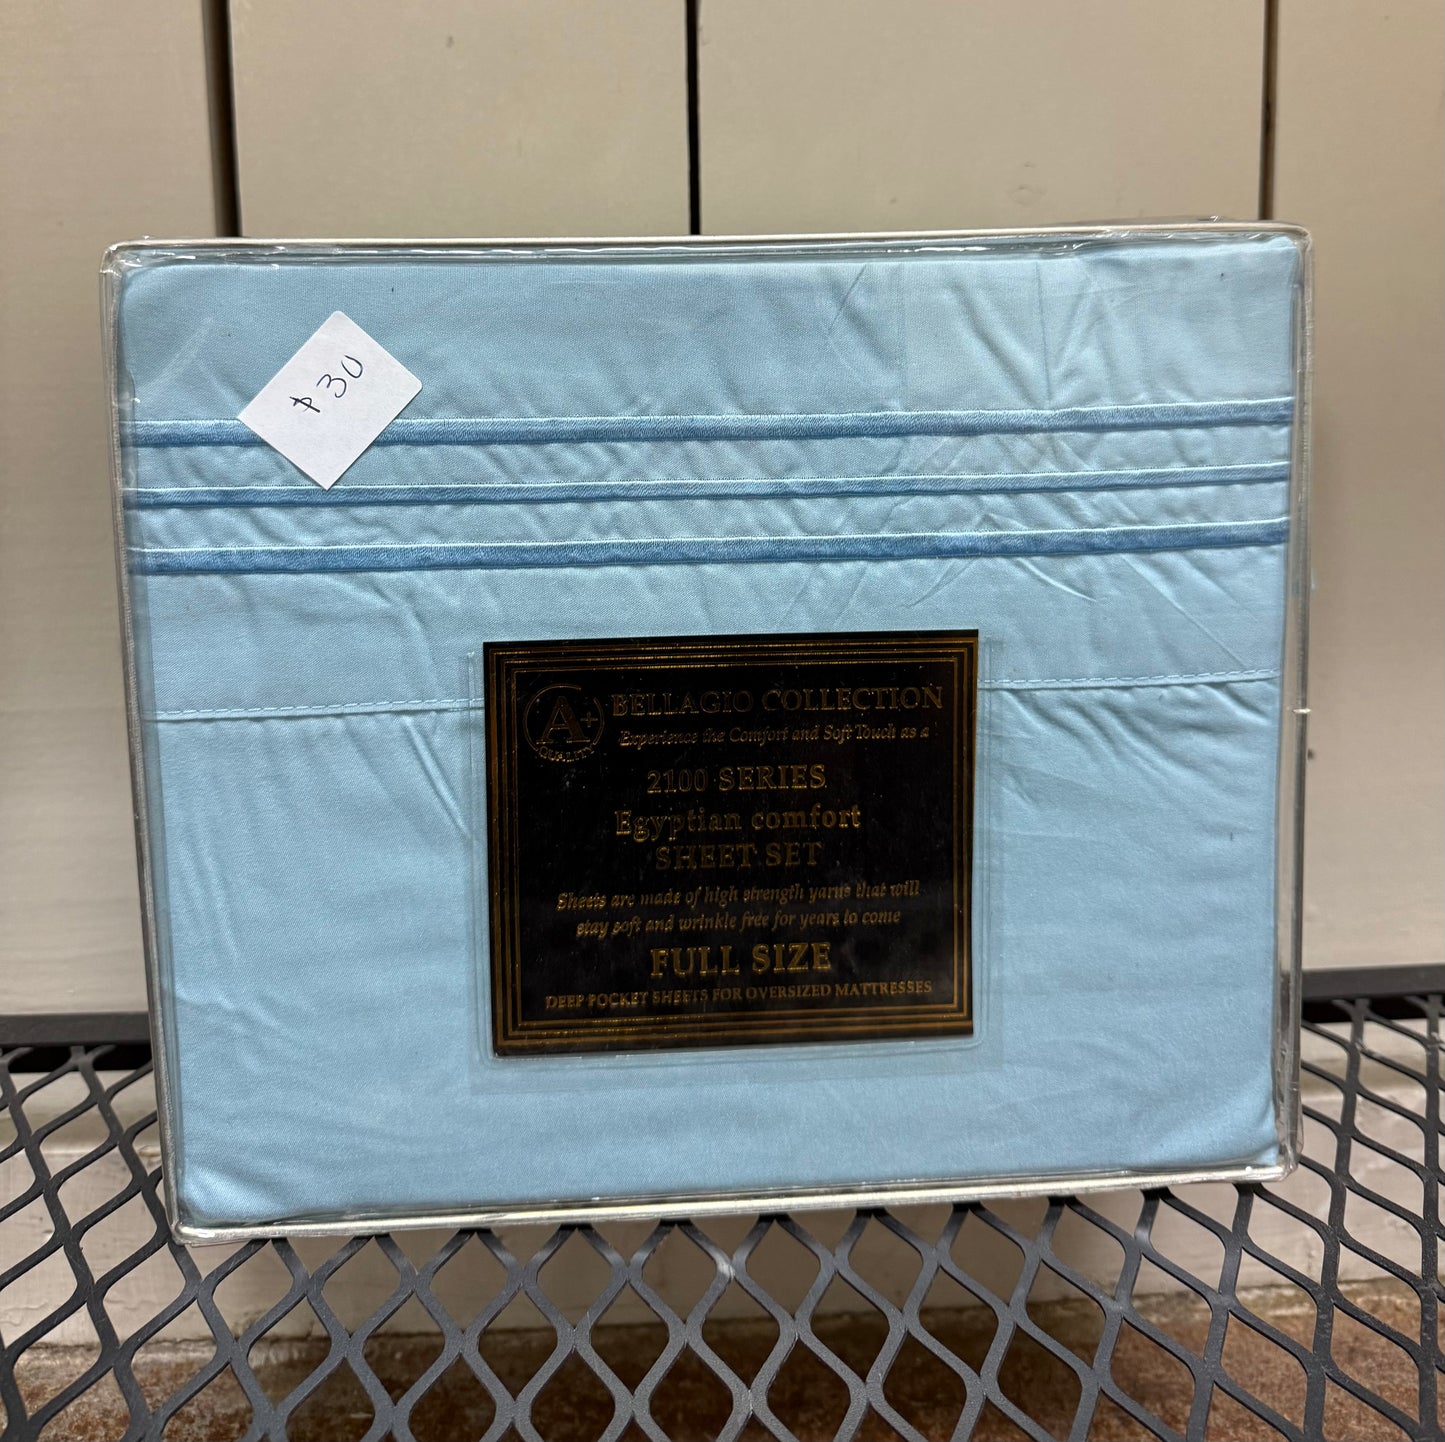 $30
A+
QUALITY
BELLAGIO COLLECTION
Experience the Comfort and Soft Touch as a
2100 SERIES
Egyptian comfort
SHEET SET
Sheets are made of high strength yarns that will
stay soft and wrinkle free for years to come
FULL SIZE
DEEP POCKET SHEETS FOR OVERSIZED MATTRESSES